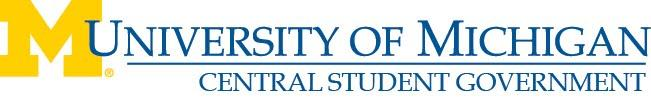 M® UNIVERSITY OF MICHIGAN
CENTRAL STUDENT GOVERNMENT